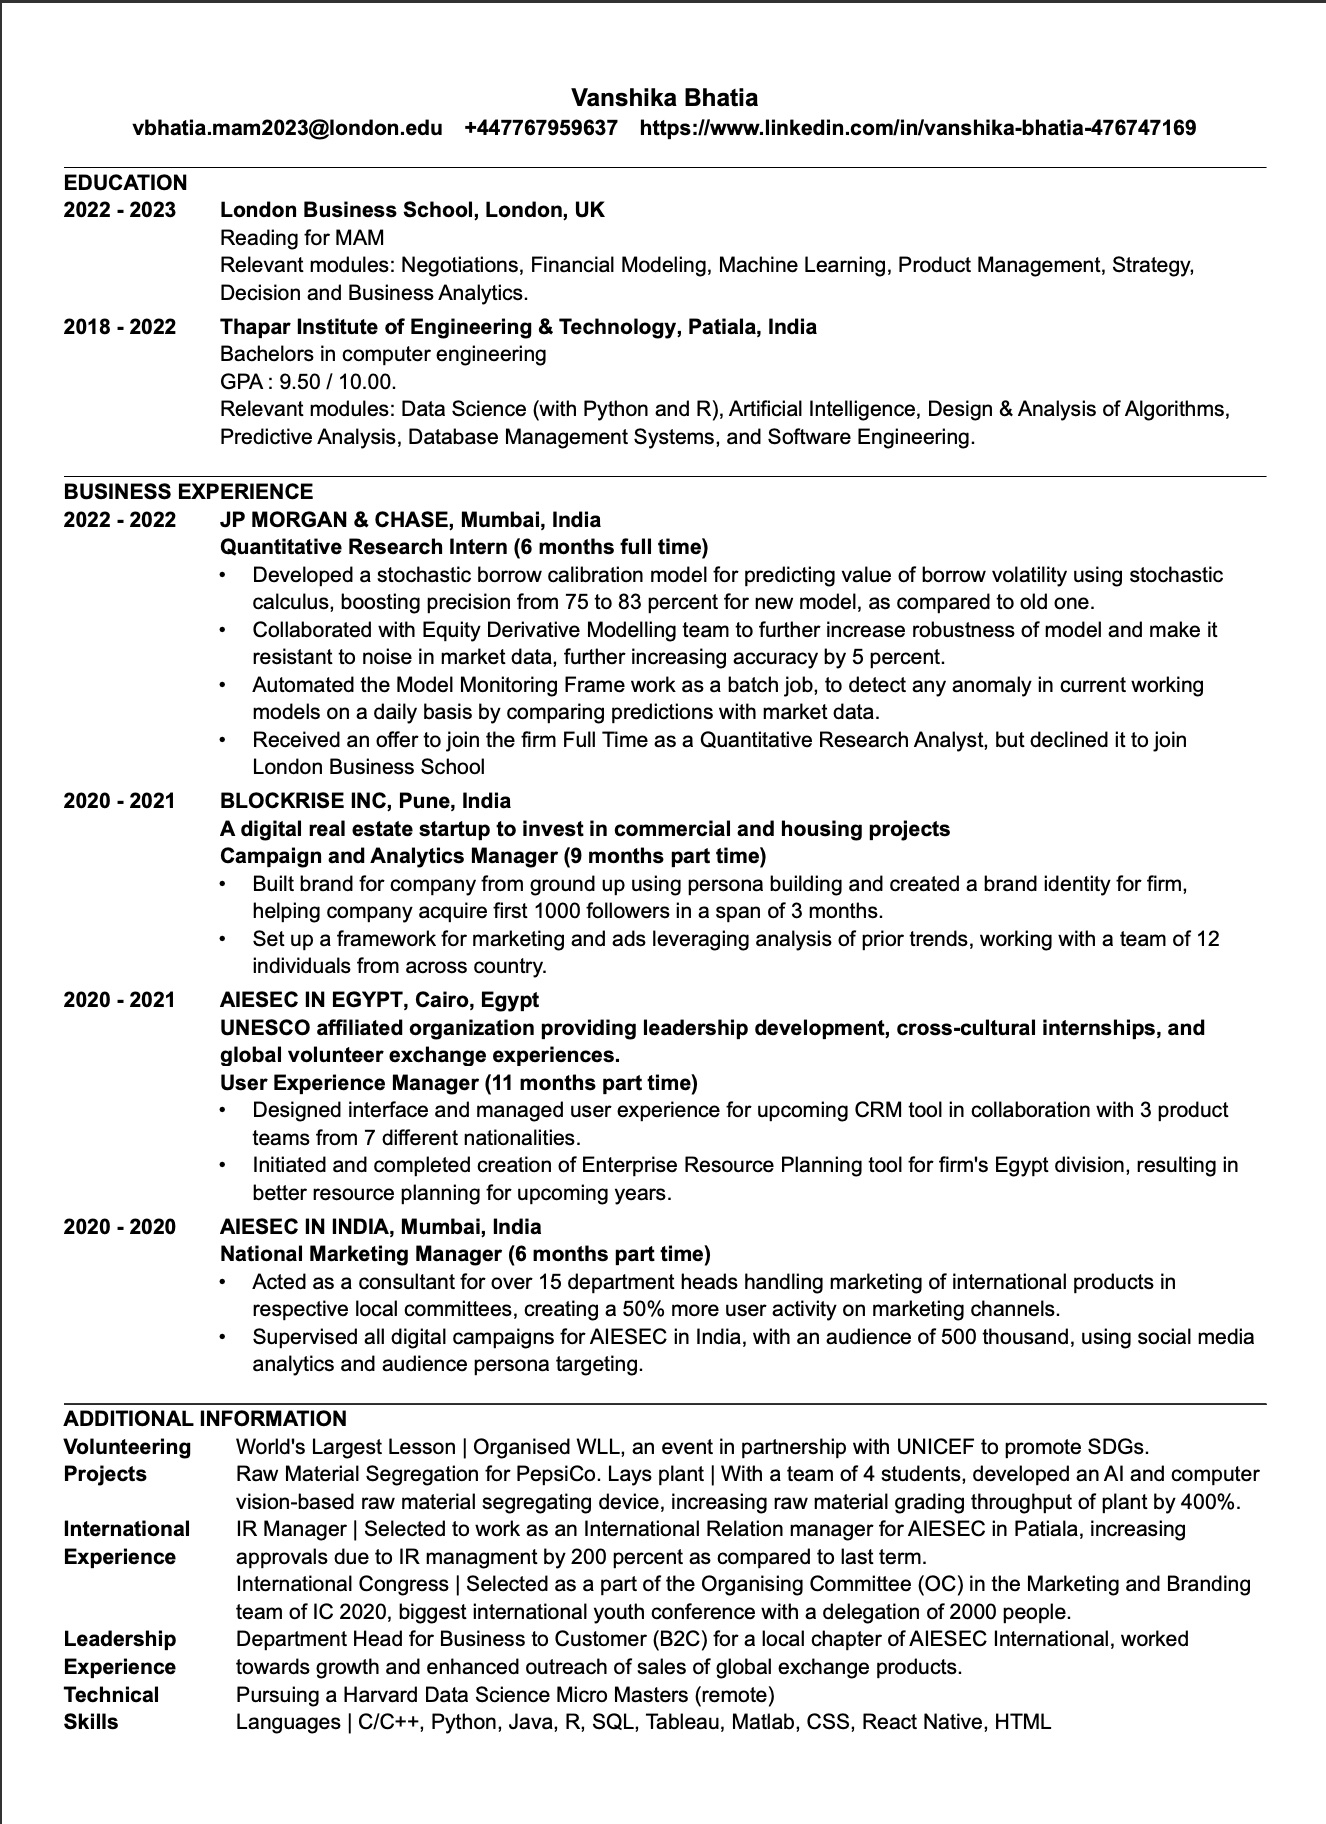 Vanshika Bhatia
vbhatia.mam2023@london.edu +447767959637 https://www.linkedin.com/in/vanshika-bhatia-476747169
EDUCATION
2022 - 2023 London Business School, London, UK
Reading for MAM
Relevant modules: Negotiations, Financial Modeling, Machine Learning, Product Management, Strategy,
Decision and Business Analytics.
2018 - 2022 Thapar Institute of Engineering & Technology, Patiala, India
Bachelors in computer engineering
GPA : 9.50 / 10.00.
Relevant modules: Data Science (with Python and R), Artificial Intelligence, Design & Analysis of Algorithms,
Predictive Analysis, Database Management Systems, and Software Engineering.
BUSINESS EXPERIENCE
2022 - 2022 JP MORGAN & CHASE, Mumbai, India
Quantitative Research Intern (6 months full time)
• Developed a stochastic borrow calibration model for predicting value of borrow volatility using stochastic
calculus, boosting precision from 75 to 83 percent for new model, as compared to old one.
• Collaborated with Equity Derivative Modelling team to further increase robustness of model and make it
resistant to noise in market data, further increasing accuracy by 5 percent.
• Automated the Model Monitoring Frame work as a batch job, to detect any anomaly in current working
models on a daily basis by comparing predictions with market data.
• Received an offer to join the firm Full Time as a Quantitative Research Analyst, but declined it to join
London Business School
2020 - 2021 BLOCKRISE INC, Pune, India
A digital real estate startup to invest in commercial and housing projects
Campaign and Analytics Manager (9 months part time)
• Built brand for company from ground up using persona building and created a brand identity for firm,
helping company acquire first 1000 followers in a span of 3 months.
• Set up a framework for marketing and ads leveraging analysis of prior trends, working with a team of 12
individuals from across country.
2020 - 2021 AIESEC IN EGYPT, Cairo, Egypt
UNESCO affiliated organization providing leadership development, cross-cultural internships, and
global volunteer exchange experiences.
User Experience Manager (11 months part time)
• Designed interface and managed user experience for upcoming CRM tool in collaboration with 3 product
teams from 7 different nationalities.
• Initiated and completed creation of Enterprise Resource Planning tool for firm's Egypt division, resulting in
better resource planning for upcoming years.
2020 - 2020 AIESEC IN INDIA, Mumbai, India
National Marketing Manager (6 months part time)
• Acted as a consultant for over 15 department heads handling marketing of international products in
respective local committees, creating a 50% more user activity on marketing channels.
• Supervised all digital campaigns for AIESEC in India, with an audience of 500 thousand, using social media
analytics and audience persona targeting.
ADDITIONAL INFORMATION
Volunteering World's Largest Lesson | Organised WLL, an event in partnership with UNICEF to promote SDGs.
Projects Raw Material Segregation for PepsiCo. Lays plant | With a team of 4 students, developed an AI and computer
vision-based raw material segregating device, increasing raw material grading throughput of plant by 400%.
International IR Manager | Selected to work as an International Relation manager for AIESEC in Patiala, increasing
Experience approvals due to IR managment by 200 percent as compared to last term.
International Congress | Selected as a part of the Organising Committee (OC) in the Marketing and Branding
team of IC 2020, biggest international youth conference with a delegation of 2000 people.
Leadership Department Head for Business to Customer (B2C) for a local chapter of AIESEC International, worked
Experience towards growth and enhanced outreach of sales of global exchange products.
Technical Pursuing a Harvard Data Science Micro Masters (remote)
Skills Languages | C/C++, Python, Java, R, SQL, Tableau, Matlab, CSS, React Native, HTML